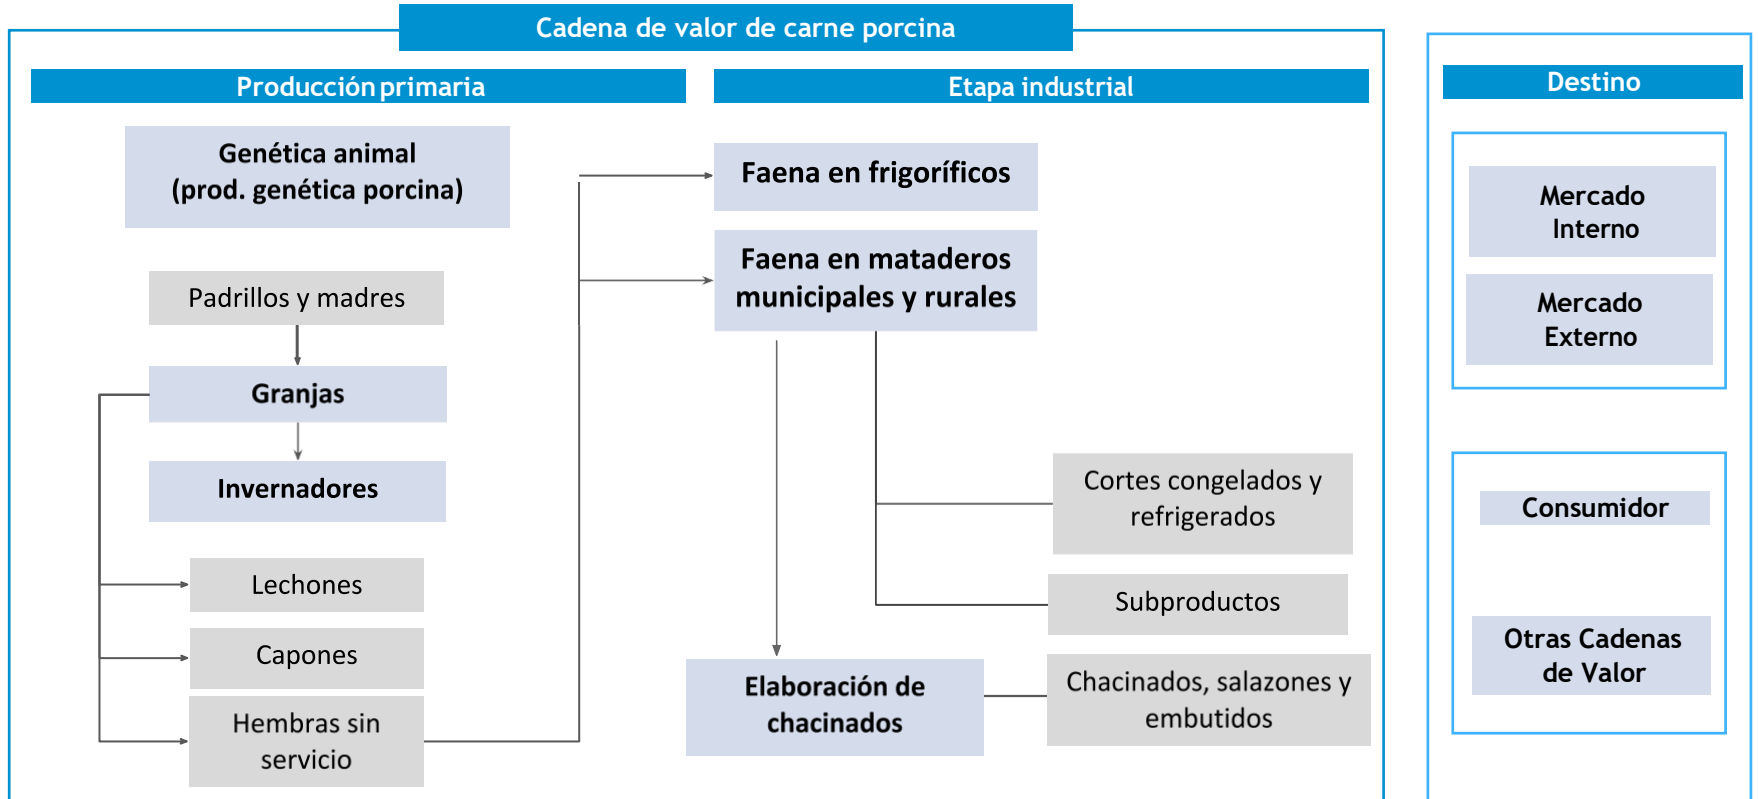 Cadena de valor de carne porcina
Producción primaria
Genética animal
(prod. genética porcina)
Padrillos y madres
Granjas
Invernadores
Lechones
Capones
Hembras sin
servicio
Etapa industrial
Faena en frigoríficos
Faena en mataderos
municipales y rurales
Cortes congelados y
refrigerados
Subproductos
Elaboración de
chacinados
Chacinados, salazones y
embutidos
Destino
Mercado
Interno
Mercado
Externo
Consumidor
Otras Cadenas
de Valor